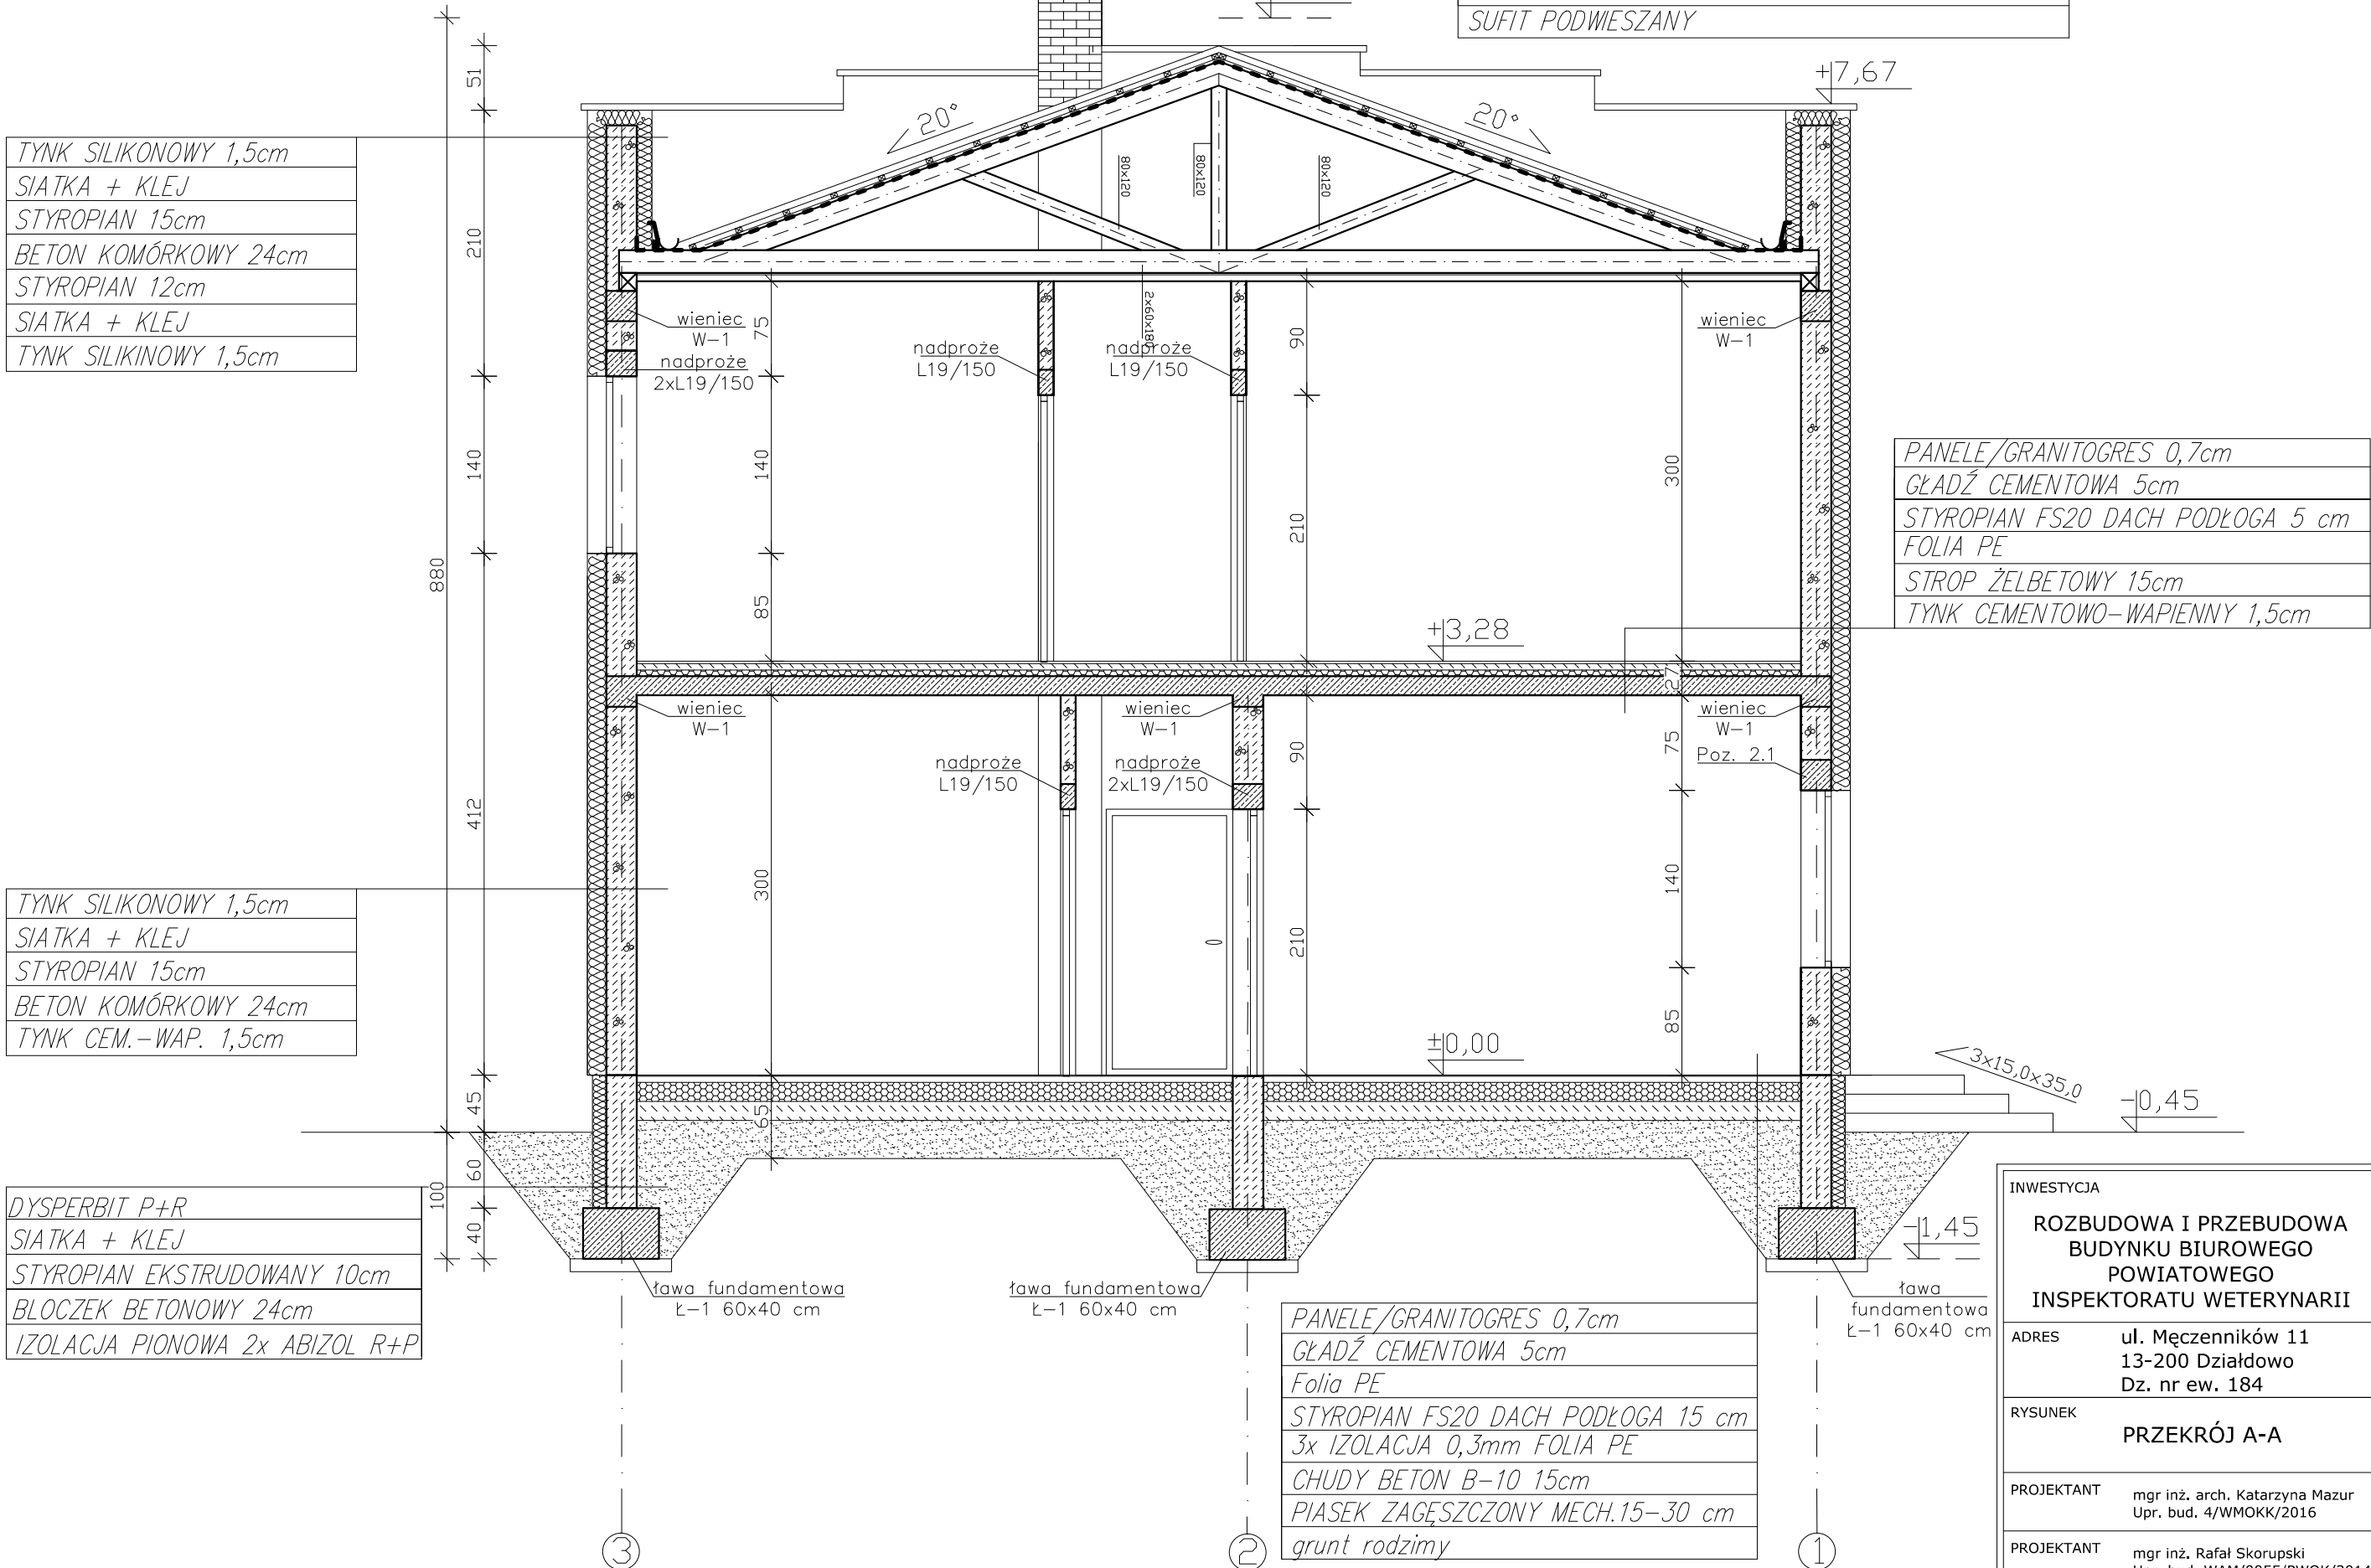 SUFIT PODWIESZANY
+7,67
20°
20°
80x120
80x120
80x120
2x60x180
TYNK SILIKONOWY 1,5cm
SIATKA + KLEJ
STYROPIAN 15cm
BETON KOMÓRKOWY 24cm
STYROPIAN 12cm
SIATKA + KLEJ
TYNK SILIKINOWY 1,5cm
51
210
140
412
45
60
40
880
100
wieniec
W-1
nadproże
2xL19/150
nadproże
L19/150
nadproże
L19/150
wieniec
W-1
75
140
85
90
210
300
+3,28
27
PANELE/GRANITOGRES 0,7cm
GŁADŹ CEMENTOWA 5cm
STYROPIAN FS20 DACH PODŁOGA 5 cm
FOLIA PE
STROP ŻELBETOWY 15cm
TYNK CEMENTOWO-WAPIENNY 1,5cm
wieniec
W-1
wieniec
W-1
wieniec
W-1
Poz. 2.1
nadproże
L19/150
nadproże
2xL19/150
300
90
210
75
140
85
±0,00
65
TYNK SILIKONOWY 1,5cm
SIATKA + KLEJ
STYROPIAN 15cm
BETON KOMÓRKOWY 24cm
TYNK CEM.-WAP. 1,5cm
3x15,0x35,0
-0,45
-1,45
DYSPERBIT P+R
SIATKA + KLEJ
STYROPIAN EKSTRUDOWANY 10cm
BLOCZEK BETONOWY 24cm
IZOLACJA PIONOWA 2x ABIZOL R+P
ława fundamentowa
Ł-1 60x40 cm
ława fundamentowa
Ł-1 60x40 cm
ława
fundamentowa
Ł-1 60x40 cm
PANELE/GRANITOGRES 0,7cm
GŁADŹ CEMENTOWA 5cm
Folia PE
STYROPIAN FS20 DACH PODŁOGA 15 cm
3x IZOLACJA 0,3mm FOLIA PE
CHUDY BETON B-10 15cm
PIASEK ZAGĘSZCZONY MECH.15-30 cm
grunt rodzimy
3
2
1
INWESTYCJA
ROZBUDOWA I PRZEBUDOWA
BUDYNKU BIUROWEGO
POWIATOWEGO
INSPEKTORATU WETERYNARII
ADRES
ul. Męczenników 11
13-200 Działdowo
Dz. nr ew. 184
RYSUNEK
PRZEKRÓJ A-A
PROJEKTANT
mgr inż. arch. Katarzyna Mazur
Upr. bud. 4/WMOKK/2016
PROJEKTANT
mgr inż. Rafał Skorupski